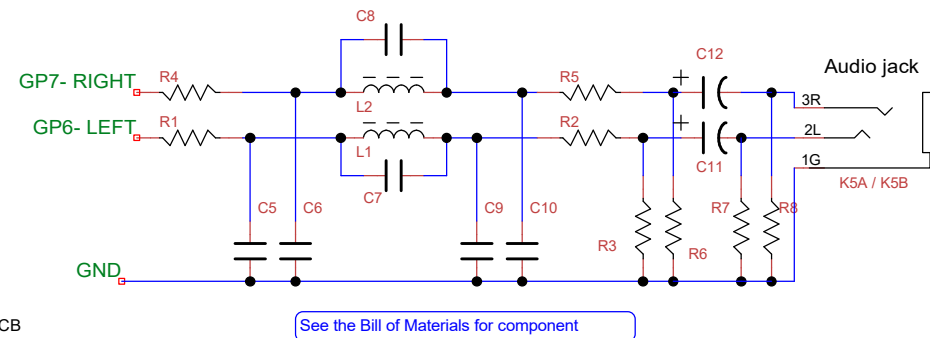 C8
GP7- RIGHT
R4
R5
C12
Audio jack
L2
3R
GP6- LEFT
R1
R2
2L
L1
1G
C7
C11
K5A / K5B
C5
C6
C9
C10
R7
R8
R3
R6
GND
CB
See the Bill of Materials for component